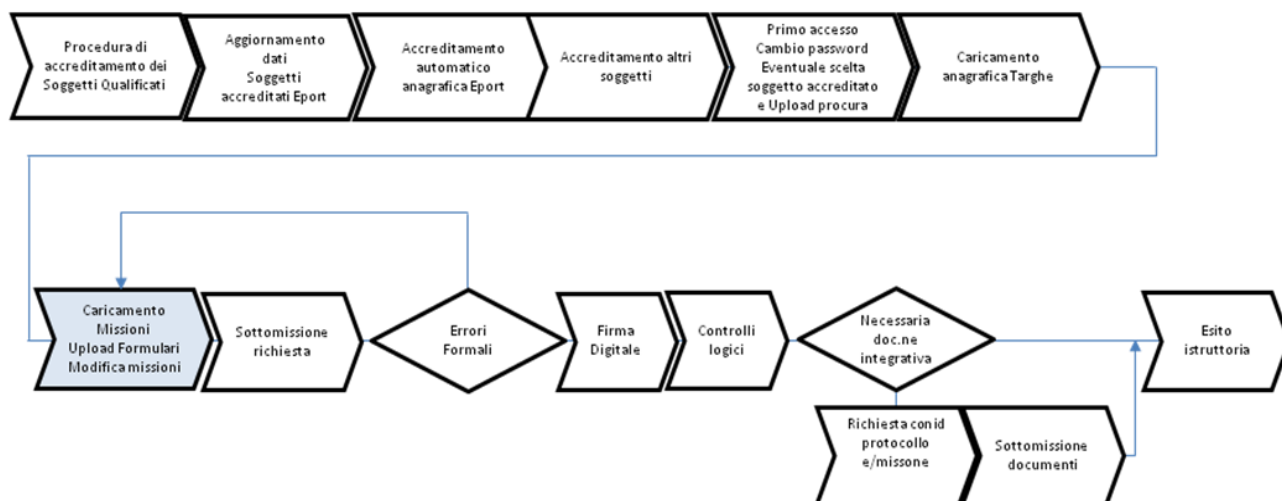 Procedura di
accreditamento dei
Soggetti Qualificati
Aggiornamento
dati
Soggetti
accreditati Eport
Accreditamento
automatico
anagrafica Eport
Accreditamento altri
soggetti
Primo accesso
Cambio password
Eventuale scelta
soggetto accreditato
e Upload procura
Caricamento
anagrafica Targhe
Caricamento
Missioni
Upload Formulari
Modifica missioni
Sottomissione
richiesta
Errori
Formali
Firma
Digitale
Controlli
logici
Necessaria
doc.ne
integrativa
Richiesta con id
protocollo
e/missone
Sottomissione
documenti
Esito
istruttoria